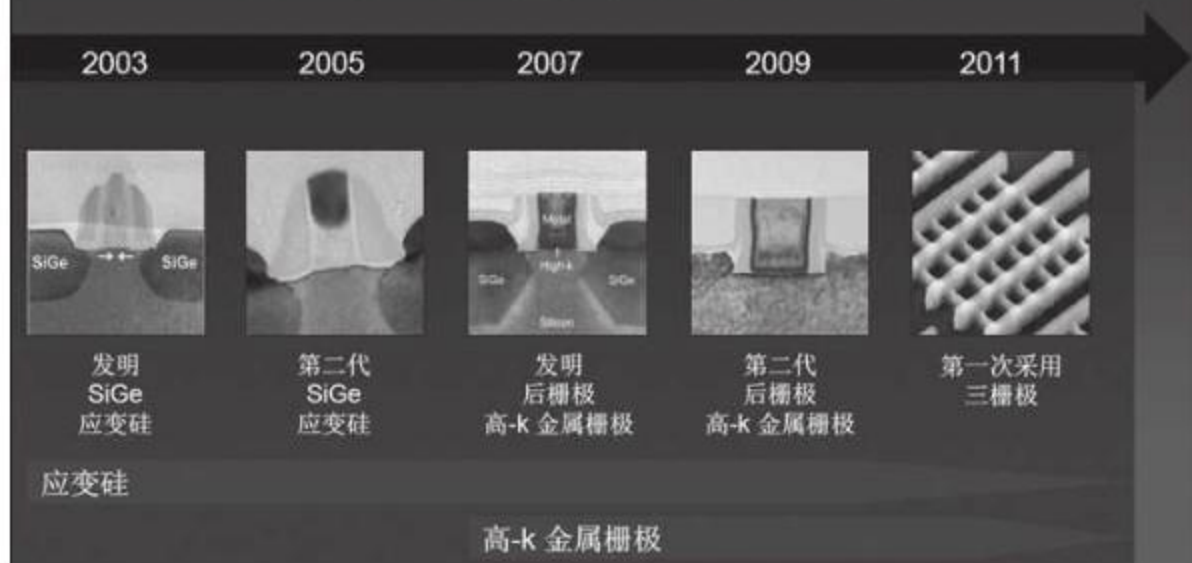 2003
2005
2007
2009
2011
SiGe
SiGe
Metal
High-k
SiGe
SiGe
Silicon
发明
SiGe
应变硅
第二代
SiGe
应变硅
发明
后栅极
高-k 金属栅极
第二代
后栅极
高-k 金属栅极
第一次采用
三栅极
应变硅
高-k 金属栅极